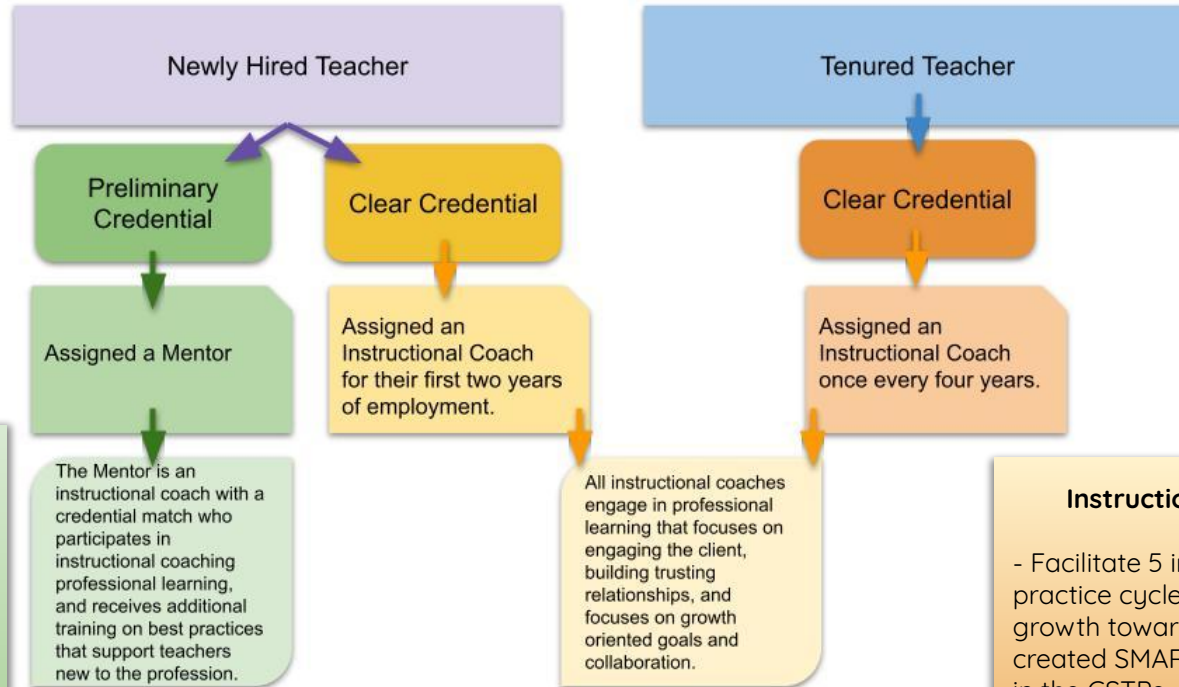 Newly Hired Teacher
Tenured Teacher
Preliminary
Credential
Clear Credential
Clear Credential
Assigned a Mentor
Assigned an
Instructional Coach
for their first two years
of employment.
Assigned an
Instructional Coach
once every four years.
The Mentor is an
instructional coach with a
credential match who
participates in
instructional coaching
professional learning,
and receives additional
training on best practices
that support teachers
new to the profession.
All instructional coaches
engage in professional
learning that focuses on
engaging the client,
building trusting
relationships, and
focuses on growth
oriented goals and
collaboration.
- Facilitate 5
practice
growth
created
in the CSTPs